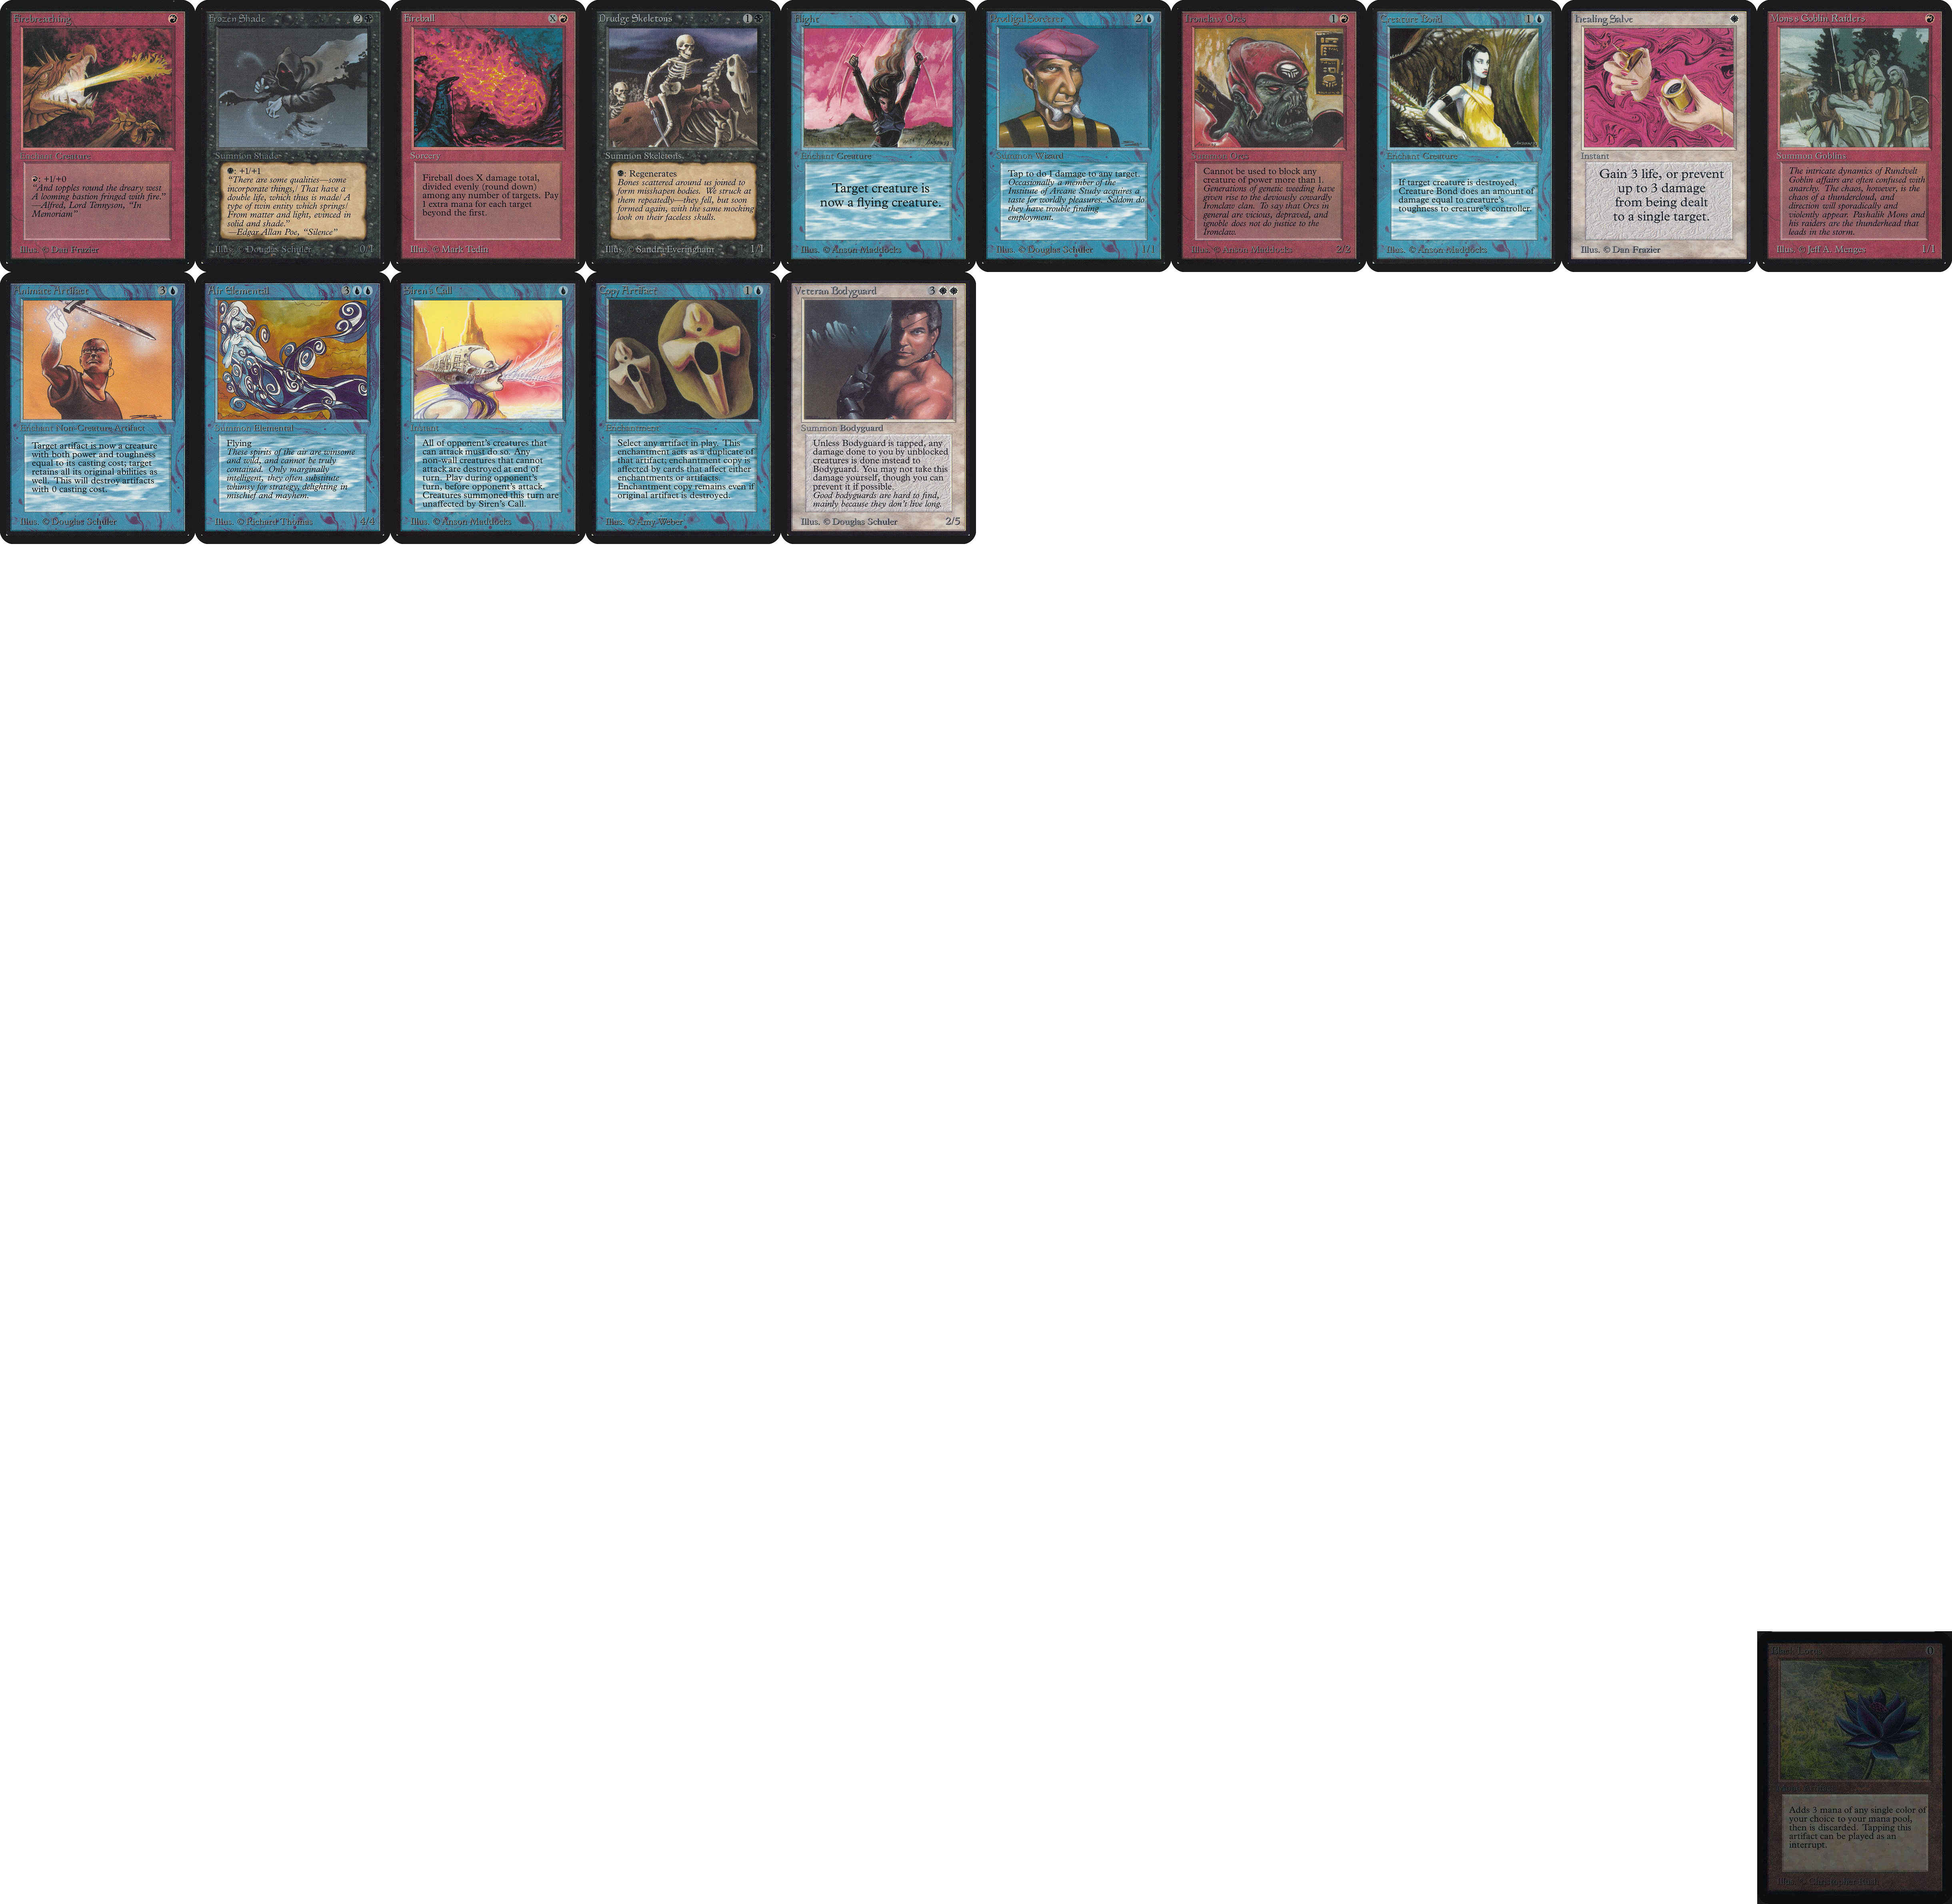 Firebreathing
Enchant Creature
: +1/+0
"And topples round the dreary west
A looming bastion fringed with fire."
—Alfred, Lord Tennyson, "In
Memoriam"
Illus. © Dan Frazier
Frozen Shade 2
Summon Shade
: +1/+1
"There are some qualities—some
incorporate things,/ That have a
double life, which thus is made/ A
type of twin entity which springs/
From matter and light, evinced in
solid and shade."
—Edgar Allan Poe, "Silence"
Illus. © Douglas Schuler 0/1
Fireball X
Sorcery
Fireball does X damage total,
divided evenly (round down)
among any number of targets. Pay
1 extra mana for each target
beyond the first.
Illus. © Mark Tedin
Drudge Skeletons 1
Summon Skeletons
: Regenerates
Bones scattered around us joined to
form misshapen bodies. We struck at
them repeatedly—they fell, but soon
formed again, with the same mocking
look on their faceless skulls.
Illus. © Sandra Everingham 1/1
Flight
Enchant Creature
Target creature is
now a flying creature.
Illus. © Anson Maddocks
Prodigal Sorcerer 2
Summon Wizard
Tap to do 1 damage to any target.
Occasionally a member of the
Institute of Arcane Study acquires a
taste for worldly pleasures. Seldom do
they have trouble finding
employment.
Illus. © Douglas Schuler 1/1
Ironclaw Orcs 1
Summon Orcs
Cannot be used to block any
creature of power more than 1.
Generations of genetic weeding have
given rise to the deviously cowardly
Ironclaw clan. To say that Orcs in
general are vicious, depraved, and
ignoble does not do justice to the
Ironclaw.
Illus. © Anson Maddocks 2/2
Creature Bond 1
Enchant Creature
If target creature is destroyed,
Creature Bond does an amount of
damage equal to creature's
toughness to creature's controller.
Illus. © Anson Maddocks
Healing Salve
Instant
Gain 3 life, or prevent
up to 3 damage
from being dealt
to a single target.
Illus. © Dan Frazier
Mons's Goblin Raiders
Summon Goblins
The intricate dynamics of Rundvelt
Goblin affairs are often confused with
anarchy. The chaos, however, is the
chaos of a thundercloud, and
direction will sporadically and
violently appear. Pashalik Mons and
his raiders are the thunderhead that
leads in the storm.
Illus. © Jeff A. Menges 1/1
Animate Artifact 3
Enchant Non-Creature Artifact
Target artifact is now a creature
with both power and toughness
equal to its casting cost; target
retains all its original abilities as
well. This will destroy artifacts
with 0 casting cost.
Illus. © Douglas Schuler
Air Elemental 3
Summon Elemental
Flying
These spirits of the air are winsome
and wild, and cannot be truly
contained. Only marginally
intelligent, they often substitute
whimsy for strategy, delighting in
mischief and mayhem.
Illus. © Richard Thomas 4/4
Siren's Call
Instant
All of opponent's creatures that
can attack must do so. Any
non-wall creatures that cannot
attack are destroyed at end of
turn. Play during opponent's
turn, before opponent's attack.
Creatures summoned this turn are
unaffected by Siren's Call.
Illus. © Anson Maddocks
Copy Artifact 1
Enchantment
Select any artifact in play. This
enchantment acts as a duplicate of
that artifact; enchantment copy is
affected by cards that affect either
enchantments or artifacts.
Enchantment copy remains even if
original artifact is destroyed.
Illus. © Amy Weber
Veteran Bodyguard 3
Summon Bodyguard
Unless Bodyguard is tapped, any
damage done to you by unblocked
creatures is done instead to
Bodyguard. You may not take this
damage yourself, though you can
prevent it if possible.
Good bodyguards are hard to find,
mainly because they don't live long.
Illus. © Douglas Schuler 2/5
Black Lotus 0
Adds 3 mana of any single color of
your choice to your mana pool,
then is discarded. Tapping this
artifact can be played as an
interrupt.